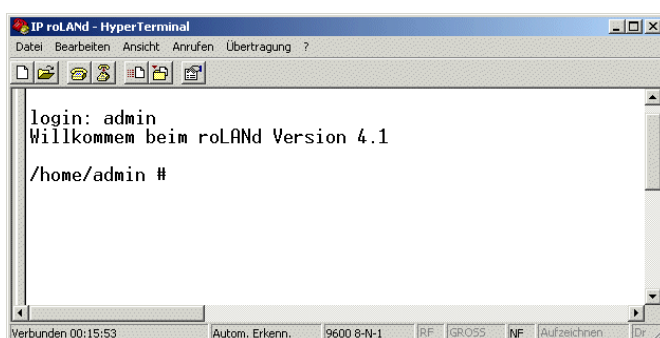 IP roLANd - HyperTerminal
Datei Bearbeiten Ansicht Anrufen Übertragung ?
login: admin
Willkommem beim roLANd Version 4.1
/home/admin #
Verbunden 00:15:53 Autom. Erkenn. 9600 8-N-1 RF GROSS NF Aufzeichnen Dr